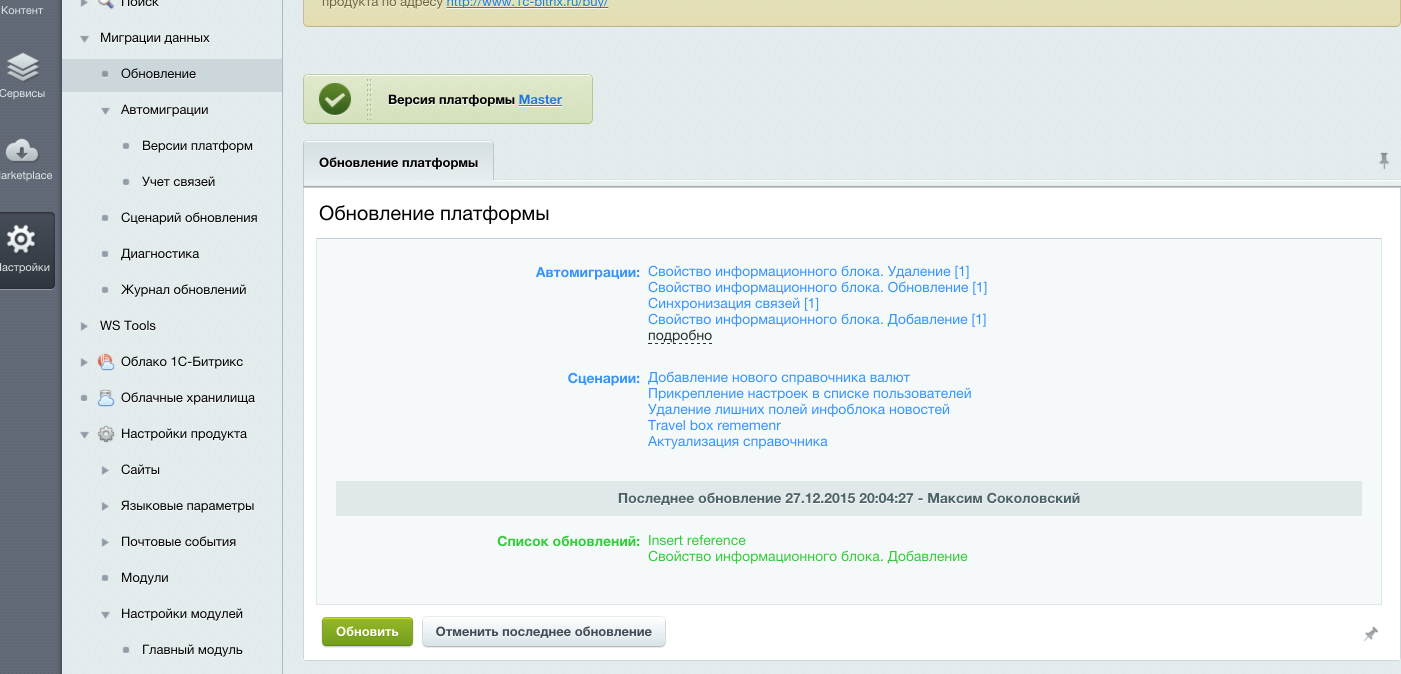 Контент
Сервисы
arketplace
астройки
Поиск
Миграции данных
Обновление
Автомиграции
Версии платформ
Учет связей
Сценарий обновления
Диагностика
Журнал обновлений
WS Tools
Облако 1С-Битрикс
Облачные хранилища
Настройки продукта
Сайты
Языковые параметры
Почтовые события
Модули
Настройки модулей
Главный модуль
продукта по адресу http://www.1c-bitrix.ru/buy/
Версия платформы Master
Обновление платформы
Обновление платформы
Автомиграции: Свойство информационного блока. Удаление [1]
Свойство информационного блока. Обновление [1]
Синхронизация связей [1]
Свойство информационного блока. Добавление [1]
подробно
Сценарии: Добавление нового справочника валют
Прикрепление настроек в списке пользователей
Удаление лишних полей инфоблока новостей
Travel box rememenr
Актуализация справочника
Последнее обновление 27.12.2015 20:04:27 - Максим Соколовский
Список обновлений: Insert reference
Свойство информационного блока. Добавление
Обновить Отменить последнее обновление